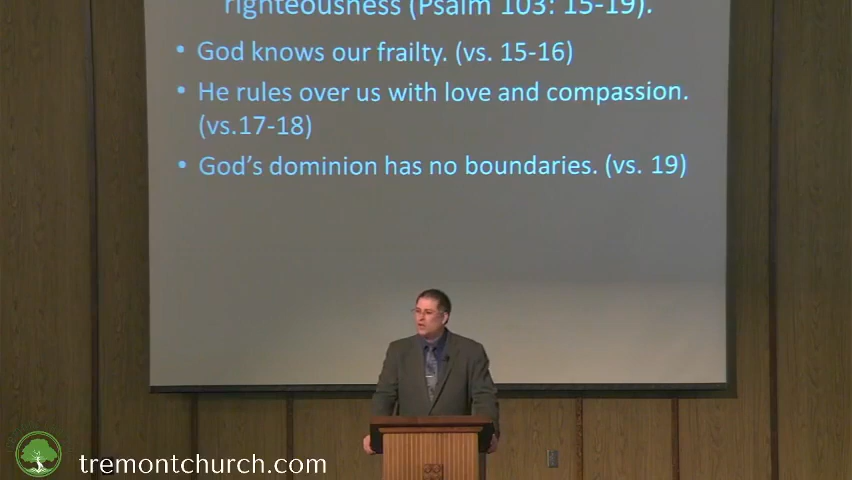 righteousness (Psalm 103: 15-19).
• God knows our frailty. (vs. 15-16)
• He rules over us with love and compassion.
(vs.17-18)
• God's dominion has no boundaries. (vs. 19)
tremontchurch.com